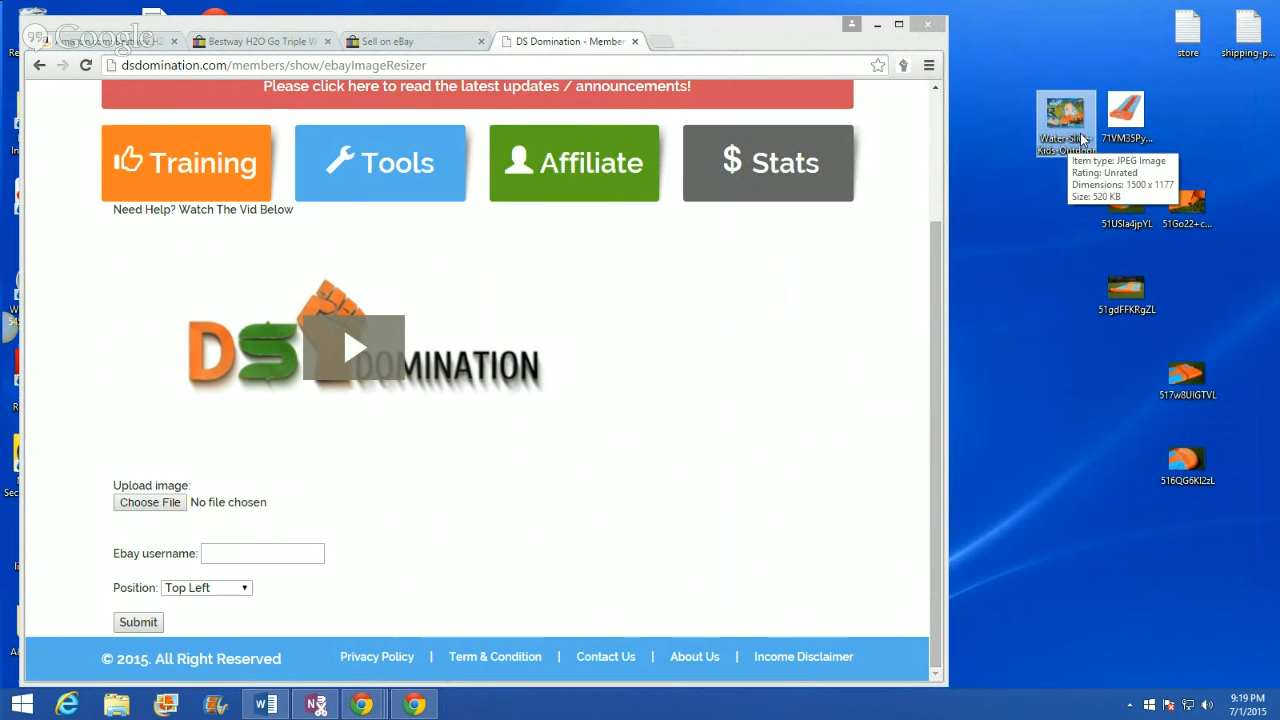 Google
Bestway H2O Go Triple W
Sell on eBay
DS Domination - Member
dsdomination.com/members/show/ebayImageResizer
Please click here to read the latest updates / announcements!
Training
Tools
Affiliate
$ Stats
Need Help? Watch The Vid Below
DS DOMINATION
Upload image:
Choose File No file chosen
Ebay username:
Position: Top Left
Submit
© 2015. All Right Reserved
Privacy Policy | Term & Condition | Contact Us | About Us | Income Disclaimer
store
shipping-p...
Kids-Outdoor
71VM35Py...
Item type: JPEG Image
Rating: Unrated
Dimensions: 1500 x 1177
Size: 520 KB
51USIa4jpYL
51Go22+c...
51gdFFKRgZL
517w8UIGTVL
516QG6KI2zL
9:19 PM
7/1/2015